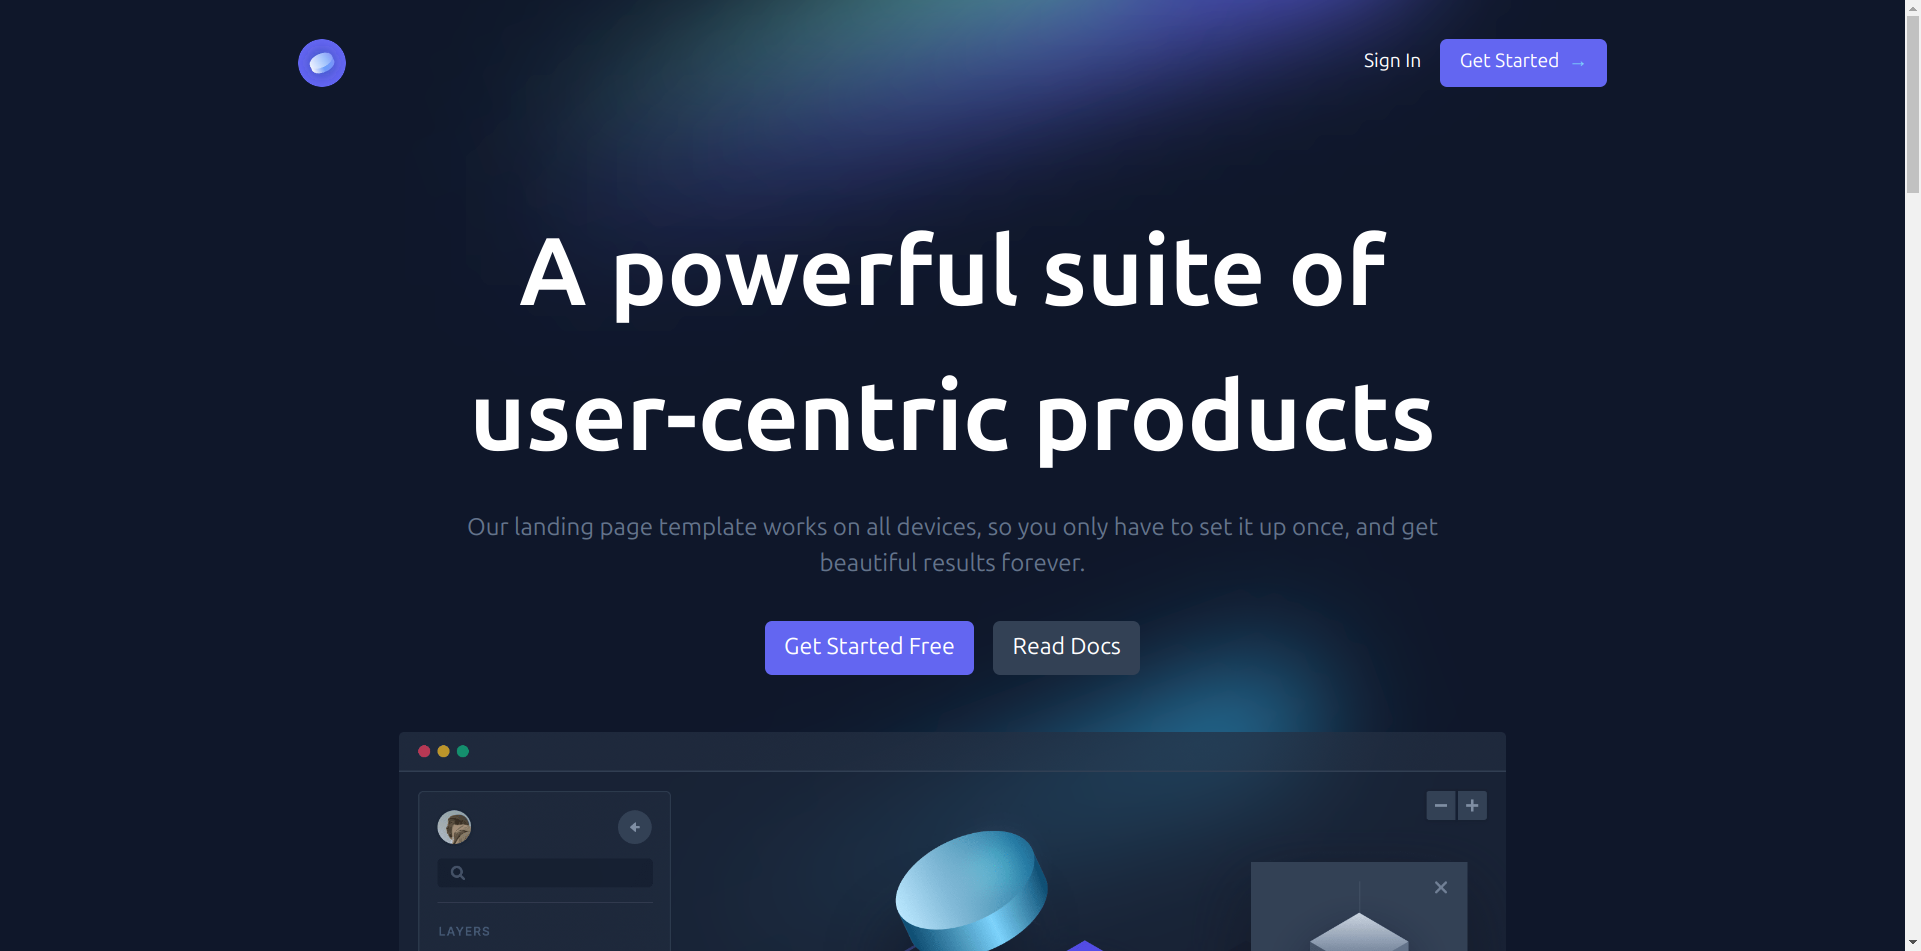 Sign In
Get Started →
A powerful suite of
user-centric products
Our landing page template works on all devices, so you only have to set it up once, and get
beautiful results forever.
Get Started Free
Read Docs
LAYERS